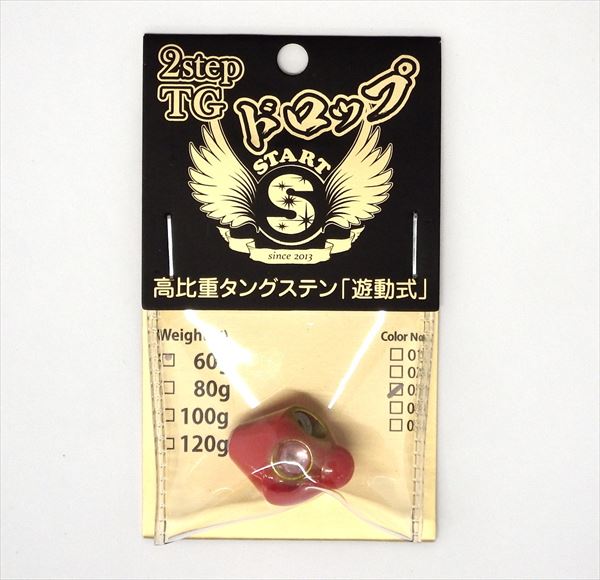 2step
TG
ドロップ
START
S
since 2013
高比重タングステン「遊動式」
60g
80g
100g
120g
Color
01